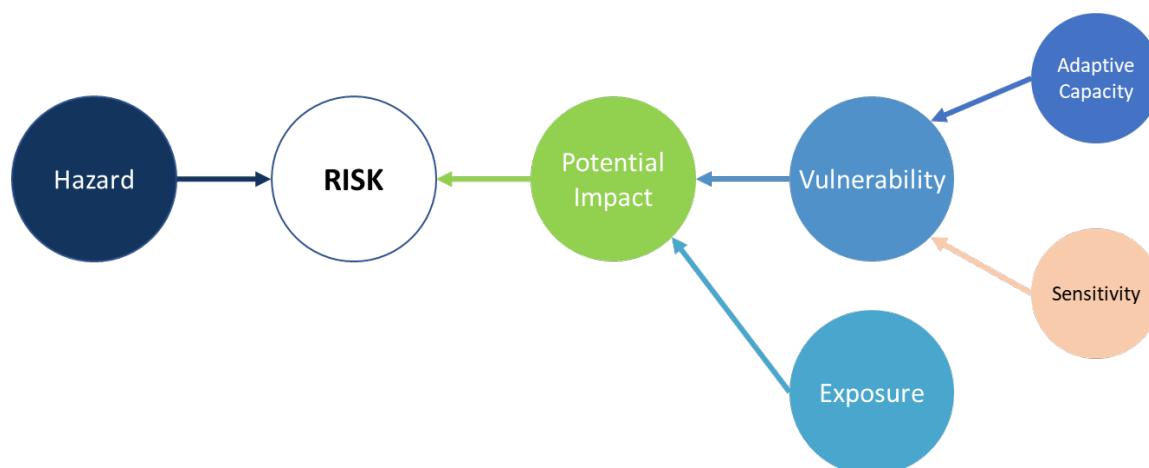 Hazard
RISK
Potential
Impact
Vulnerability
Adaptive
Capacity
Sensitivity
Exposure